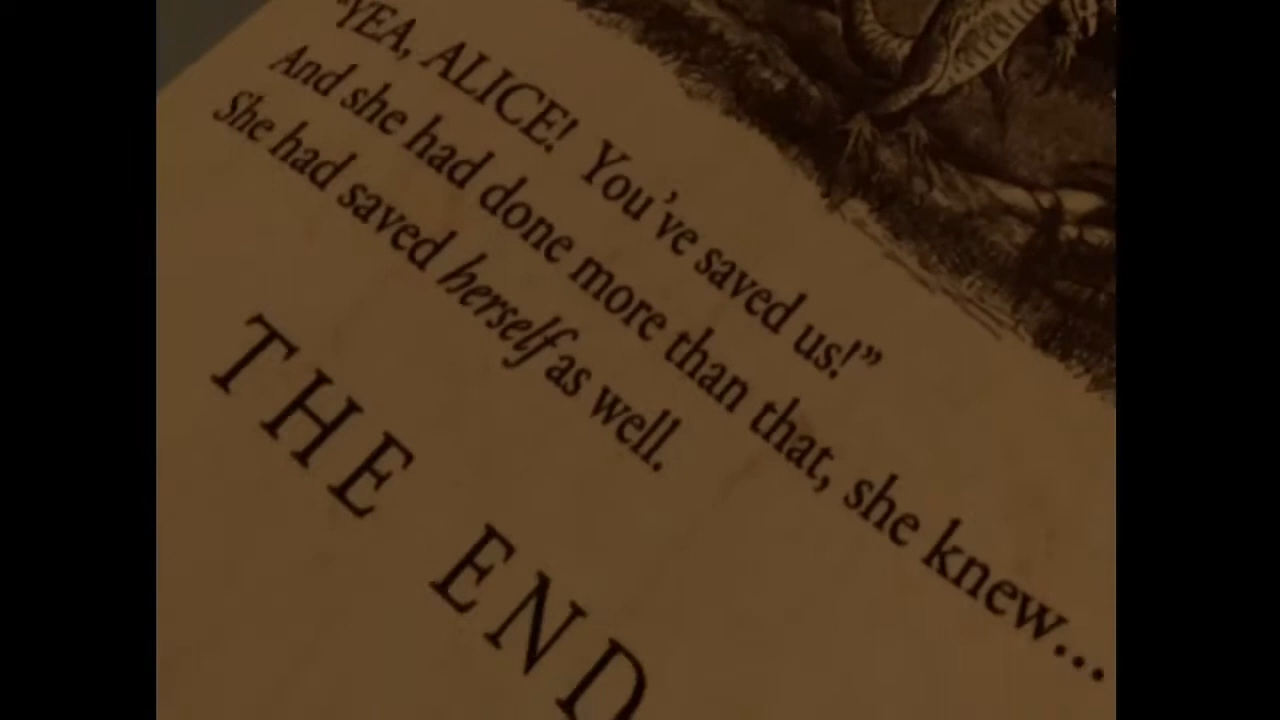 "YEA, ALICE! You've saved us!"
And she had done more than that, she knew...
She had saved herself as well.
THE END